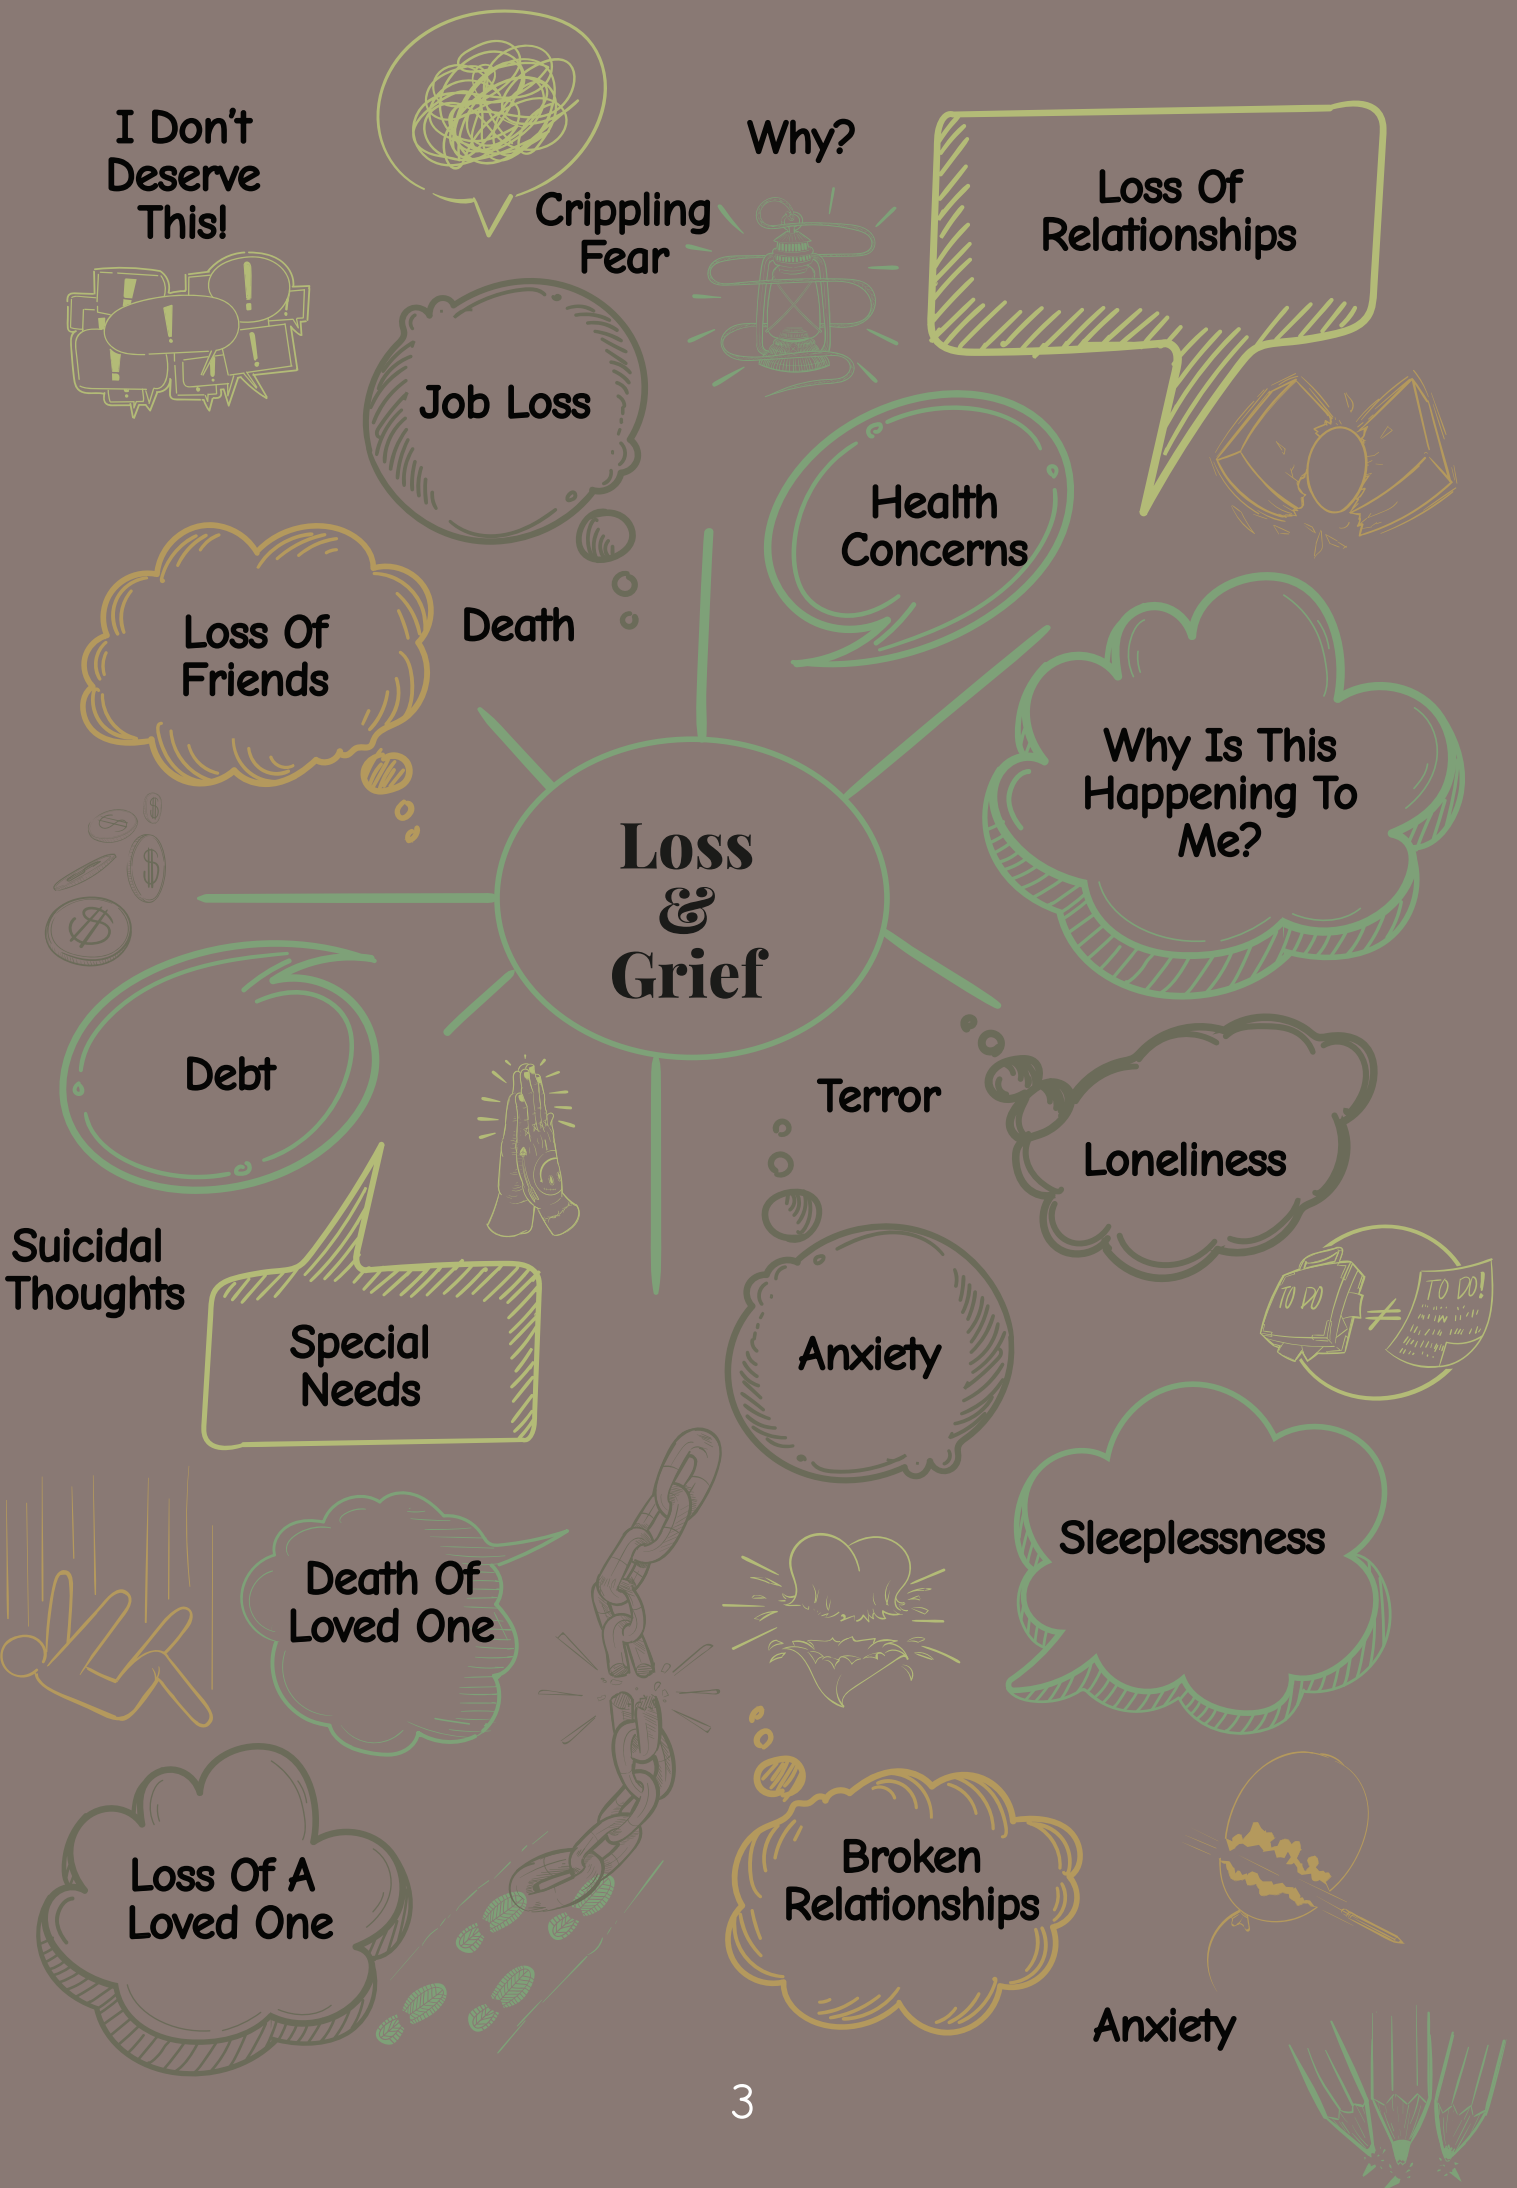 I Don't
Deserve
This!
Why?
Crippling
Fear
Loss Of
Relationships
Job Loss
Health
Concerns
Loss Of
Friends
Death
Why Is This
Happening To
Me?
Loss
&
Grief
$
$
$
$
Debt
Terror
Loneliness
Suicidal
Thoughts
Special
Needs
Anxiety
TO DO
≠
TO DO!
Sleeplessness
Death Of
Loved One
Loss Of A
Loved One
Broken
Relationships
Anxiety
3